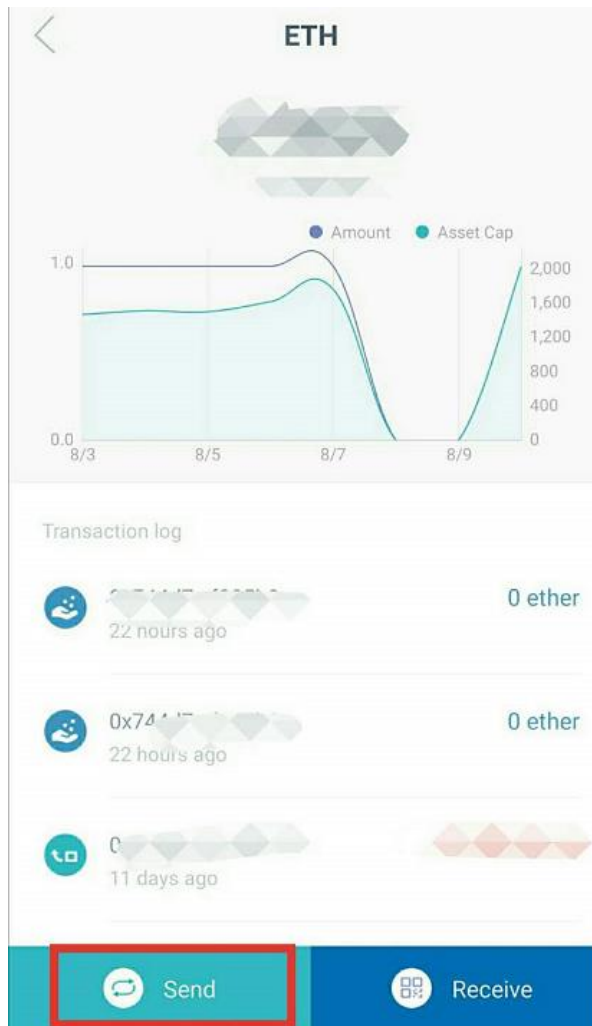 ETH
Amount Asset Cap
1.0 2,000
1,600
1,200
800
400
0.0 0
8/3 8/5 8/7 8/9
Transaction log
0 ether
22 hours ago
0x74 0 ether
22 hours ago
11 days ago
Send Receive